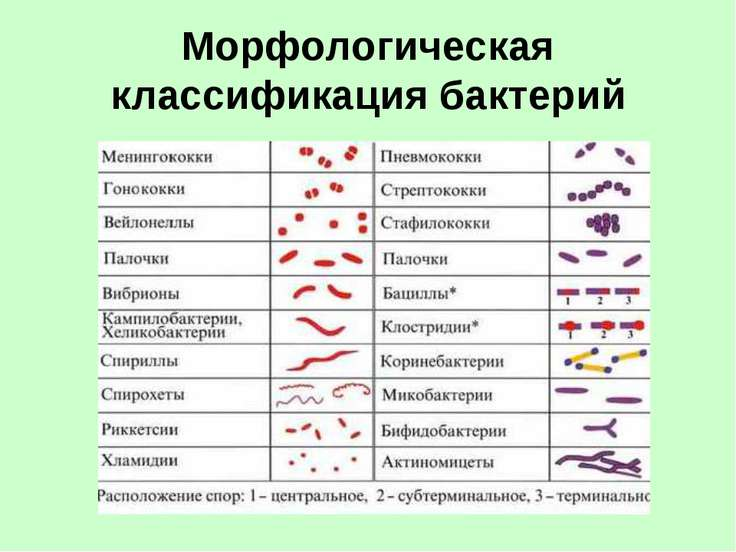 Морфологическая
классификация бактерий
Менингококки Пневмококки
Гонококки Стрептококки
Вейлонеллы Стафилококки
Палочки Палочки
Вибрионы Бациллы* 1 2 3
Кампилобактерии,
Хеликобактерии Клостридии* 1 2 3
Спириллы Коринебактерии
Спирохеты Микобактерии
Риккетсии Бифидобактерии
Хламидии Актиномицеты
Расположение спор: 1 – центральное, 2 – субтерминальное, 3 – терминально